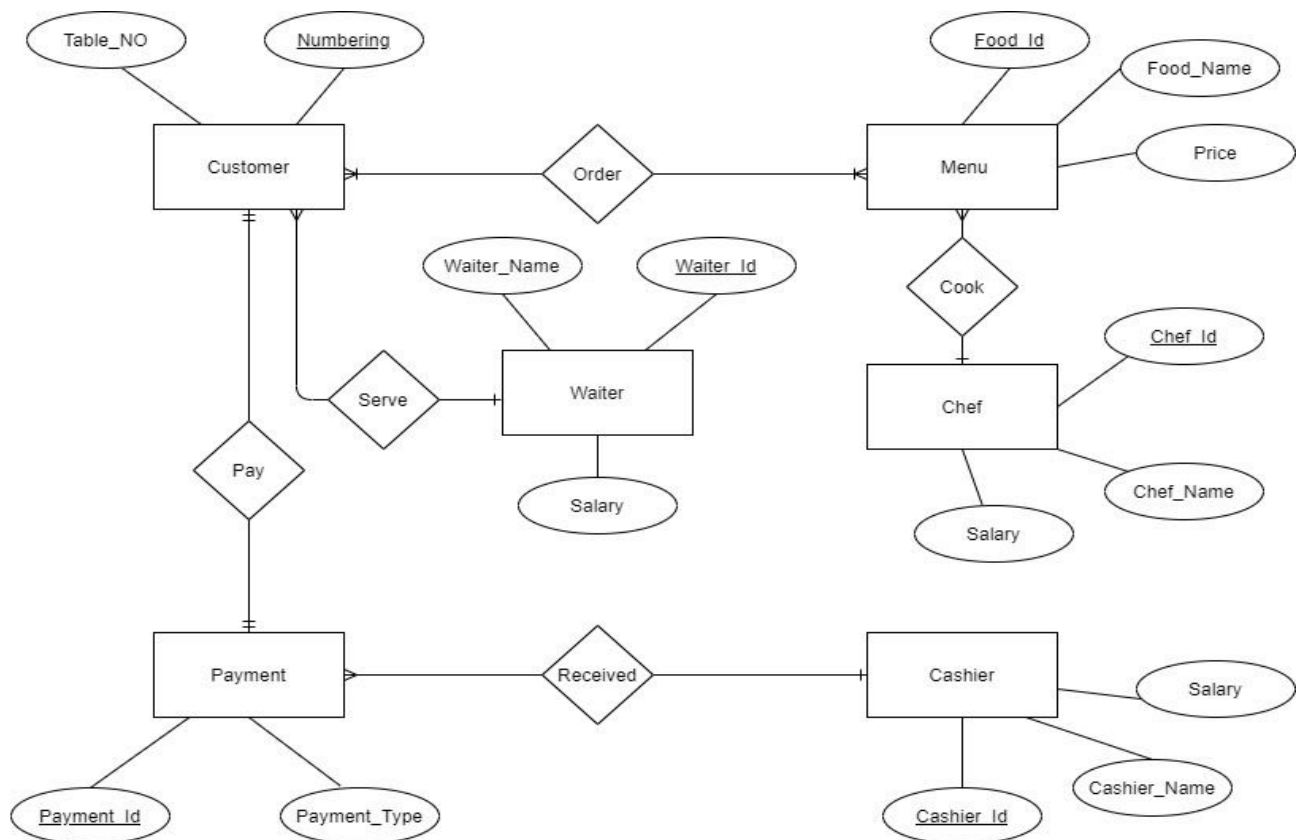 Table_NO
Numbering
Food_Id
Food_Name
Customer
Order
Menu
Price
Waiter_Name
Waiter_Id
Cook
Chef_Id
Serve
Waiter
Chef
Pay
Salary
Chef_Name
Salary
Payment
Received
Cashier
Salary
Payment_Id
Payment_Type
Cashier_Id
Cashier_Name